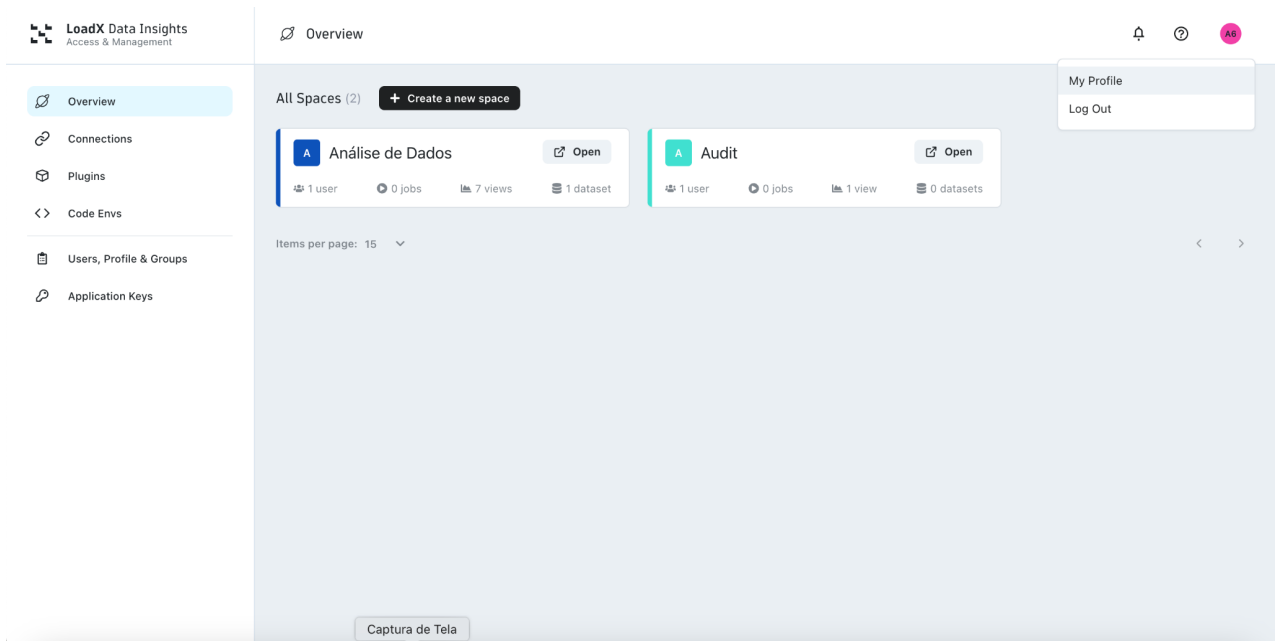 LoadX Data Insights
Access & Management
Overview
A6
My Profile
Log Out
Overview
Connections
Plugins
Code Envs
Users, Profile & Groups
Application Keys
All Spaces (2)
+ Create a new space
A Análise de Dados Open
1 user 0 jobs 7 views 1 dataset
A Audit Open
1 user 0 jobs 1 view 0 datasets
Items per page: 15
Captura de Tela